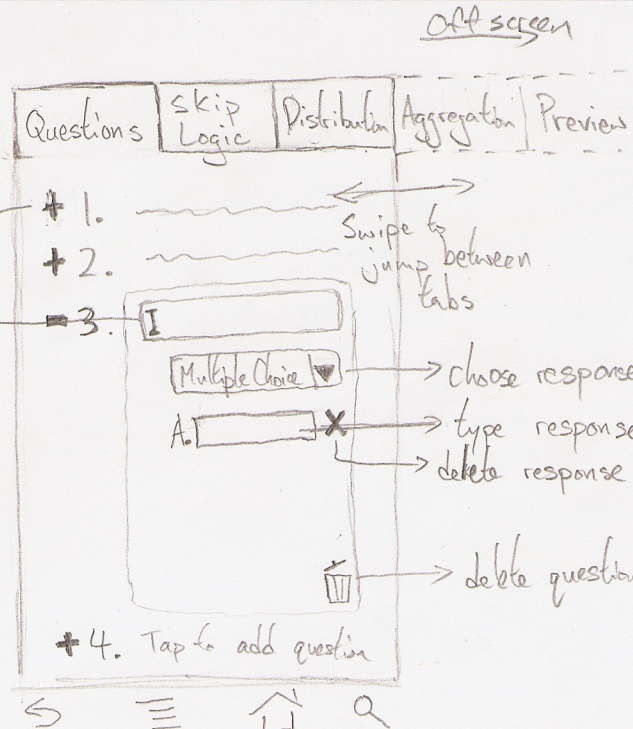 off screen
Questions
Skip
Logic
Distribution
Aggregation
Preview
+ 1.
Swipe to
jump between
tabs
+ 2.
- 3.
I
Multiple Choice
choose response
A.
X
type response
delete response
delete question
+ 4. Tap to add question